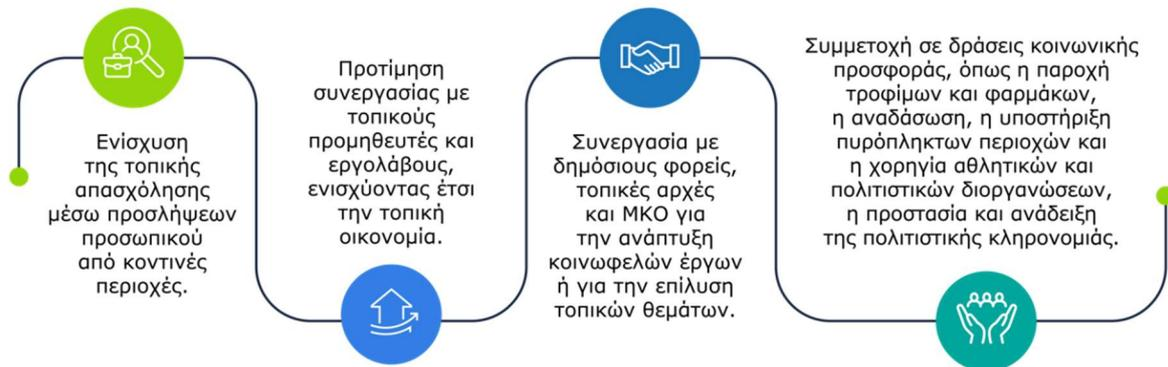 Ενίσχυση
της τοπικής
απασχόλησης
μέσω προσλήψεων
προσωπικού
από κοντινές
περιοχές.
Προτίμηση
συνεργασίας με
τοπικούς
προμηθευτές και
εργολάβους,
ενισχύοντας έτσι
την τοπική
οικονομία.
Συνεργασία με
δημόσιους φορείς,
τοπικές αρχές
και ΜΚΟ για
την ανάπτυξη
κοινωφελών έργων
ή για την επίλυση
τοπικών θεμάτων.
Συμμετοχή σε δράσεις κοινωνικής
προσφοράς, όπως η παροχή
τροφίμων και φαρμάκων,
η αναδάσωση, η υποστήριξη
πυρόπληκτων περιοχών και
η χορηγία αθλητικών και
πολιτιστικών διοργανώσεων,
η προστασία και ανάδειξη
της πολιτιστικής κληρονομιάς.